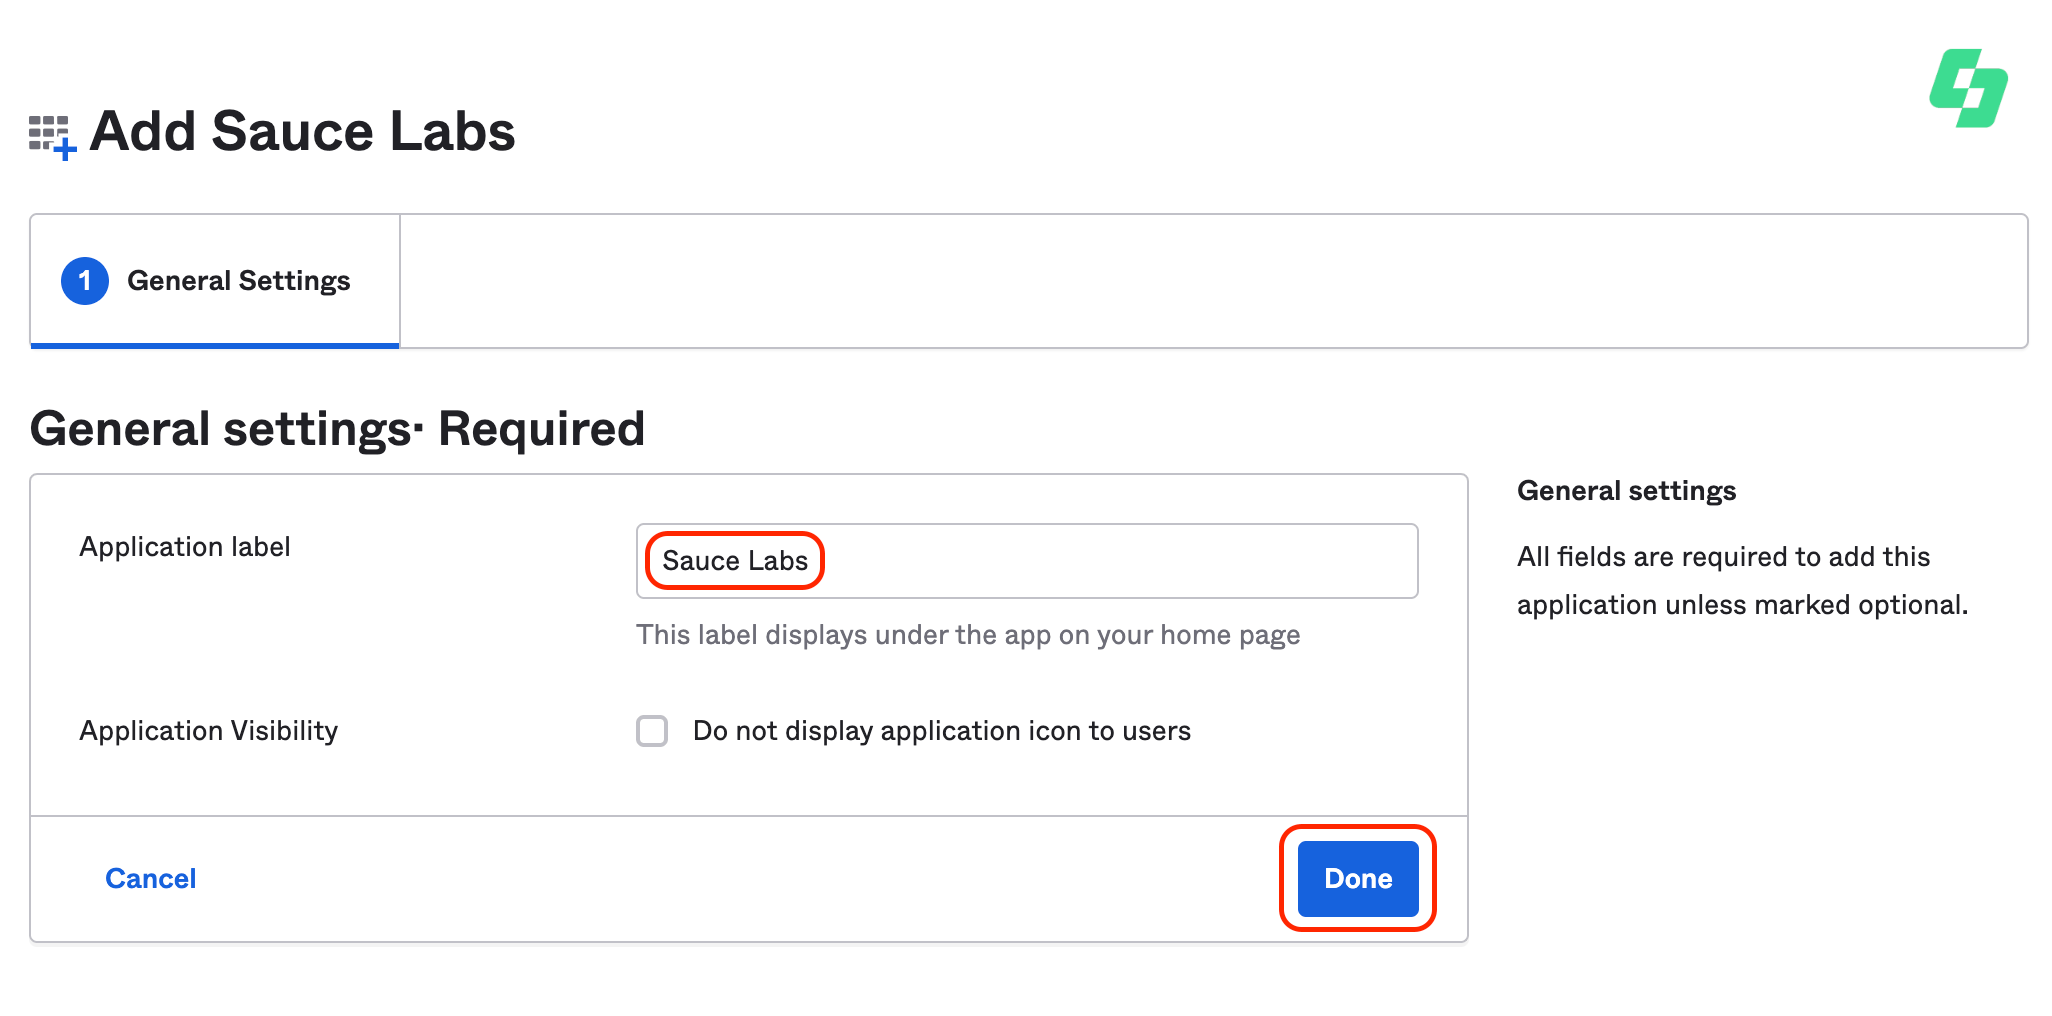 Add Sauce Labs
1 General Settings
General settings· Required
Application label
Sauce Labs
This label displays under the app on your home page
Application Visibility
Do not display application icon to users
Cancel
Done
General settings
All fields are required to add this
application unless marked optional.